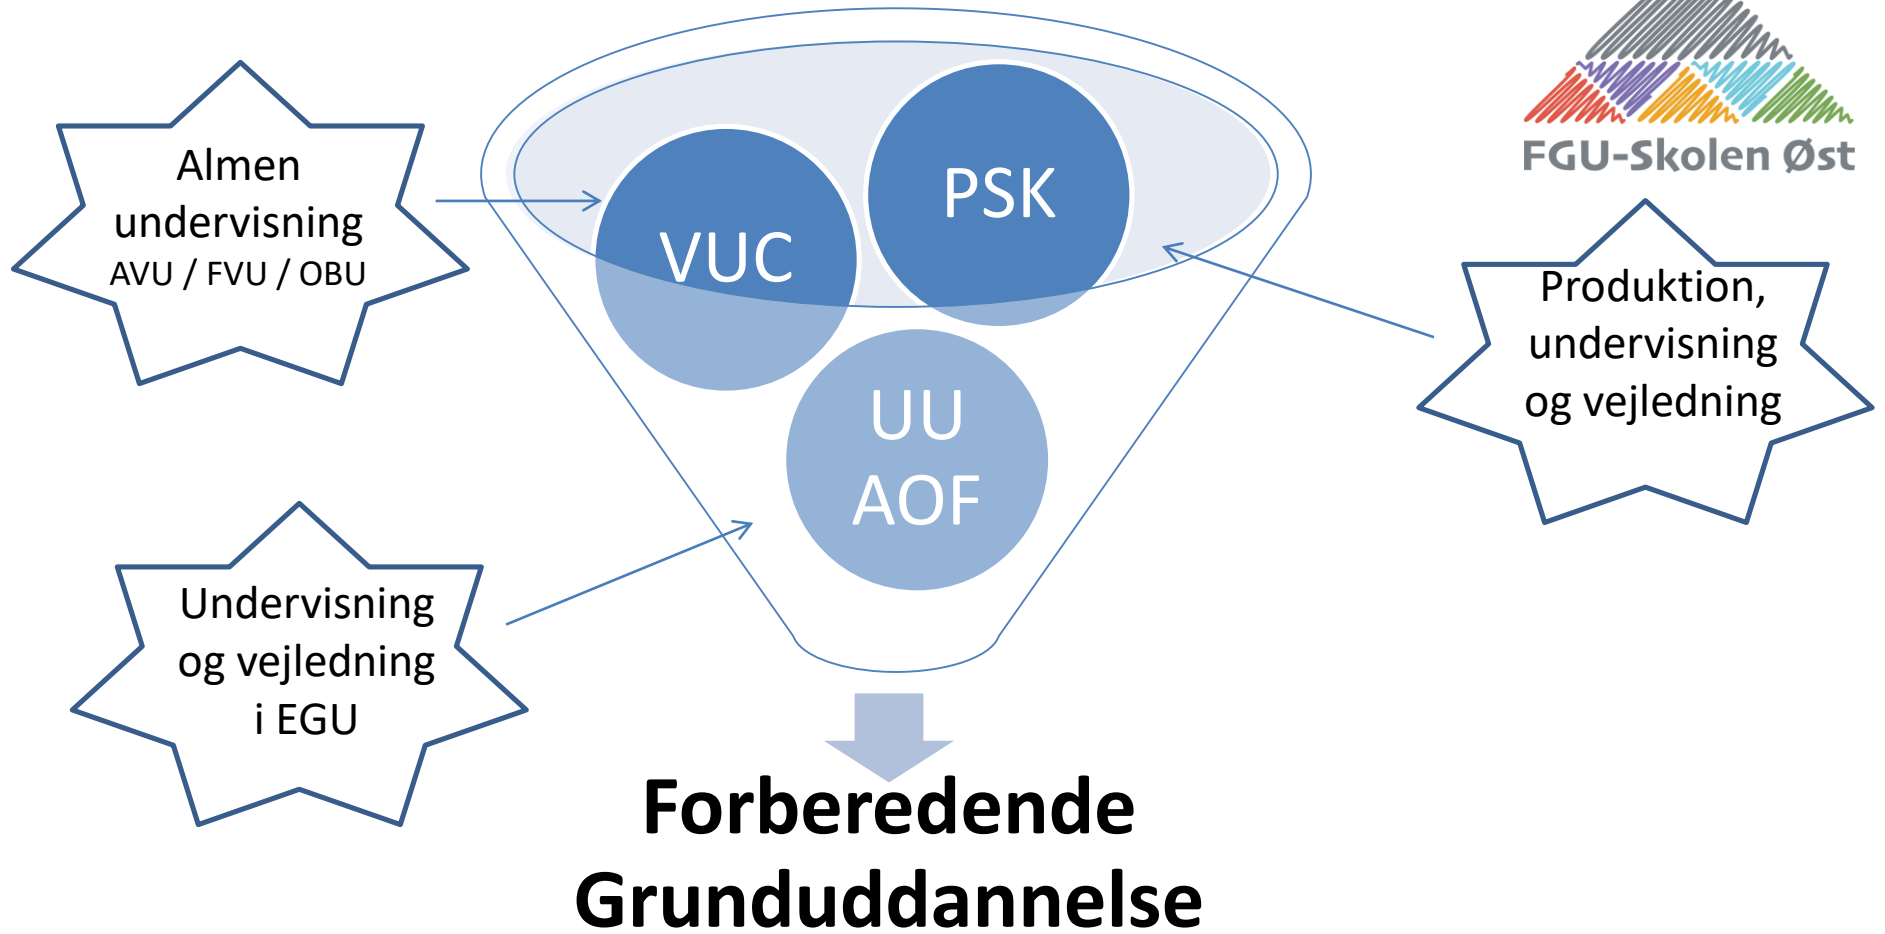 FGU-Skolen Øst
Almen
undervisning
AVU / FVU / OBU
VUC
PSK
UU
AOF
Produktion,
undervisning
og vejledning
Undervisning
og vejledning
i EGU
Forberedende
Grunduddannelse